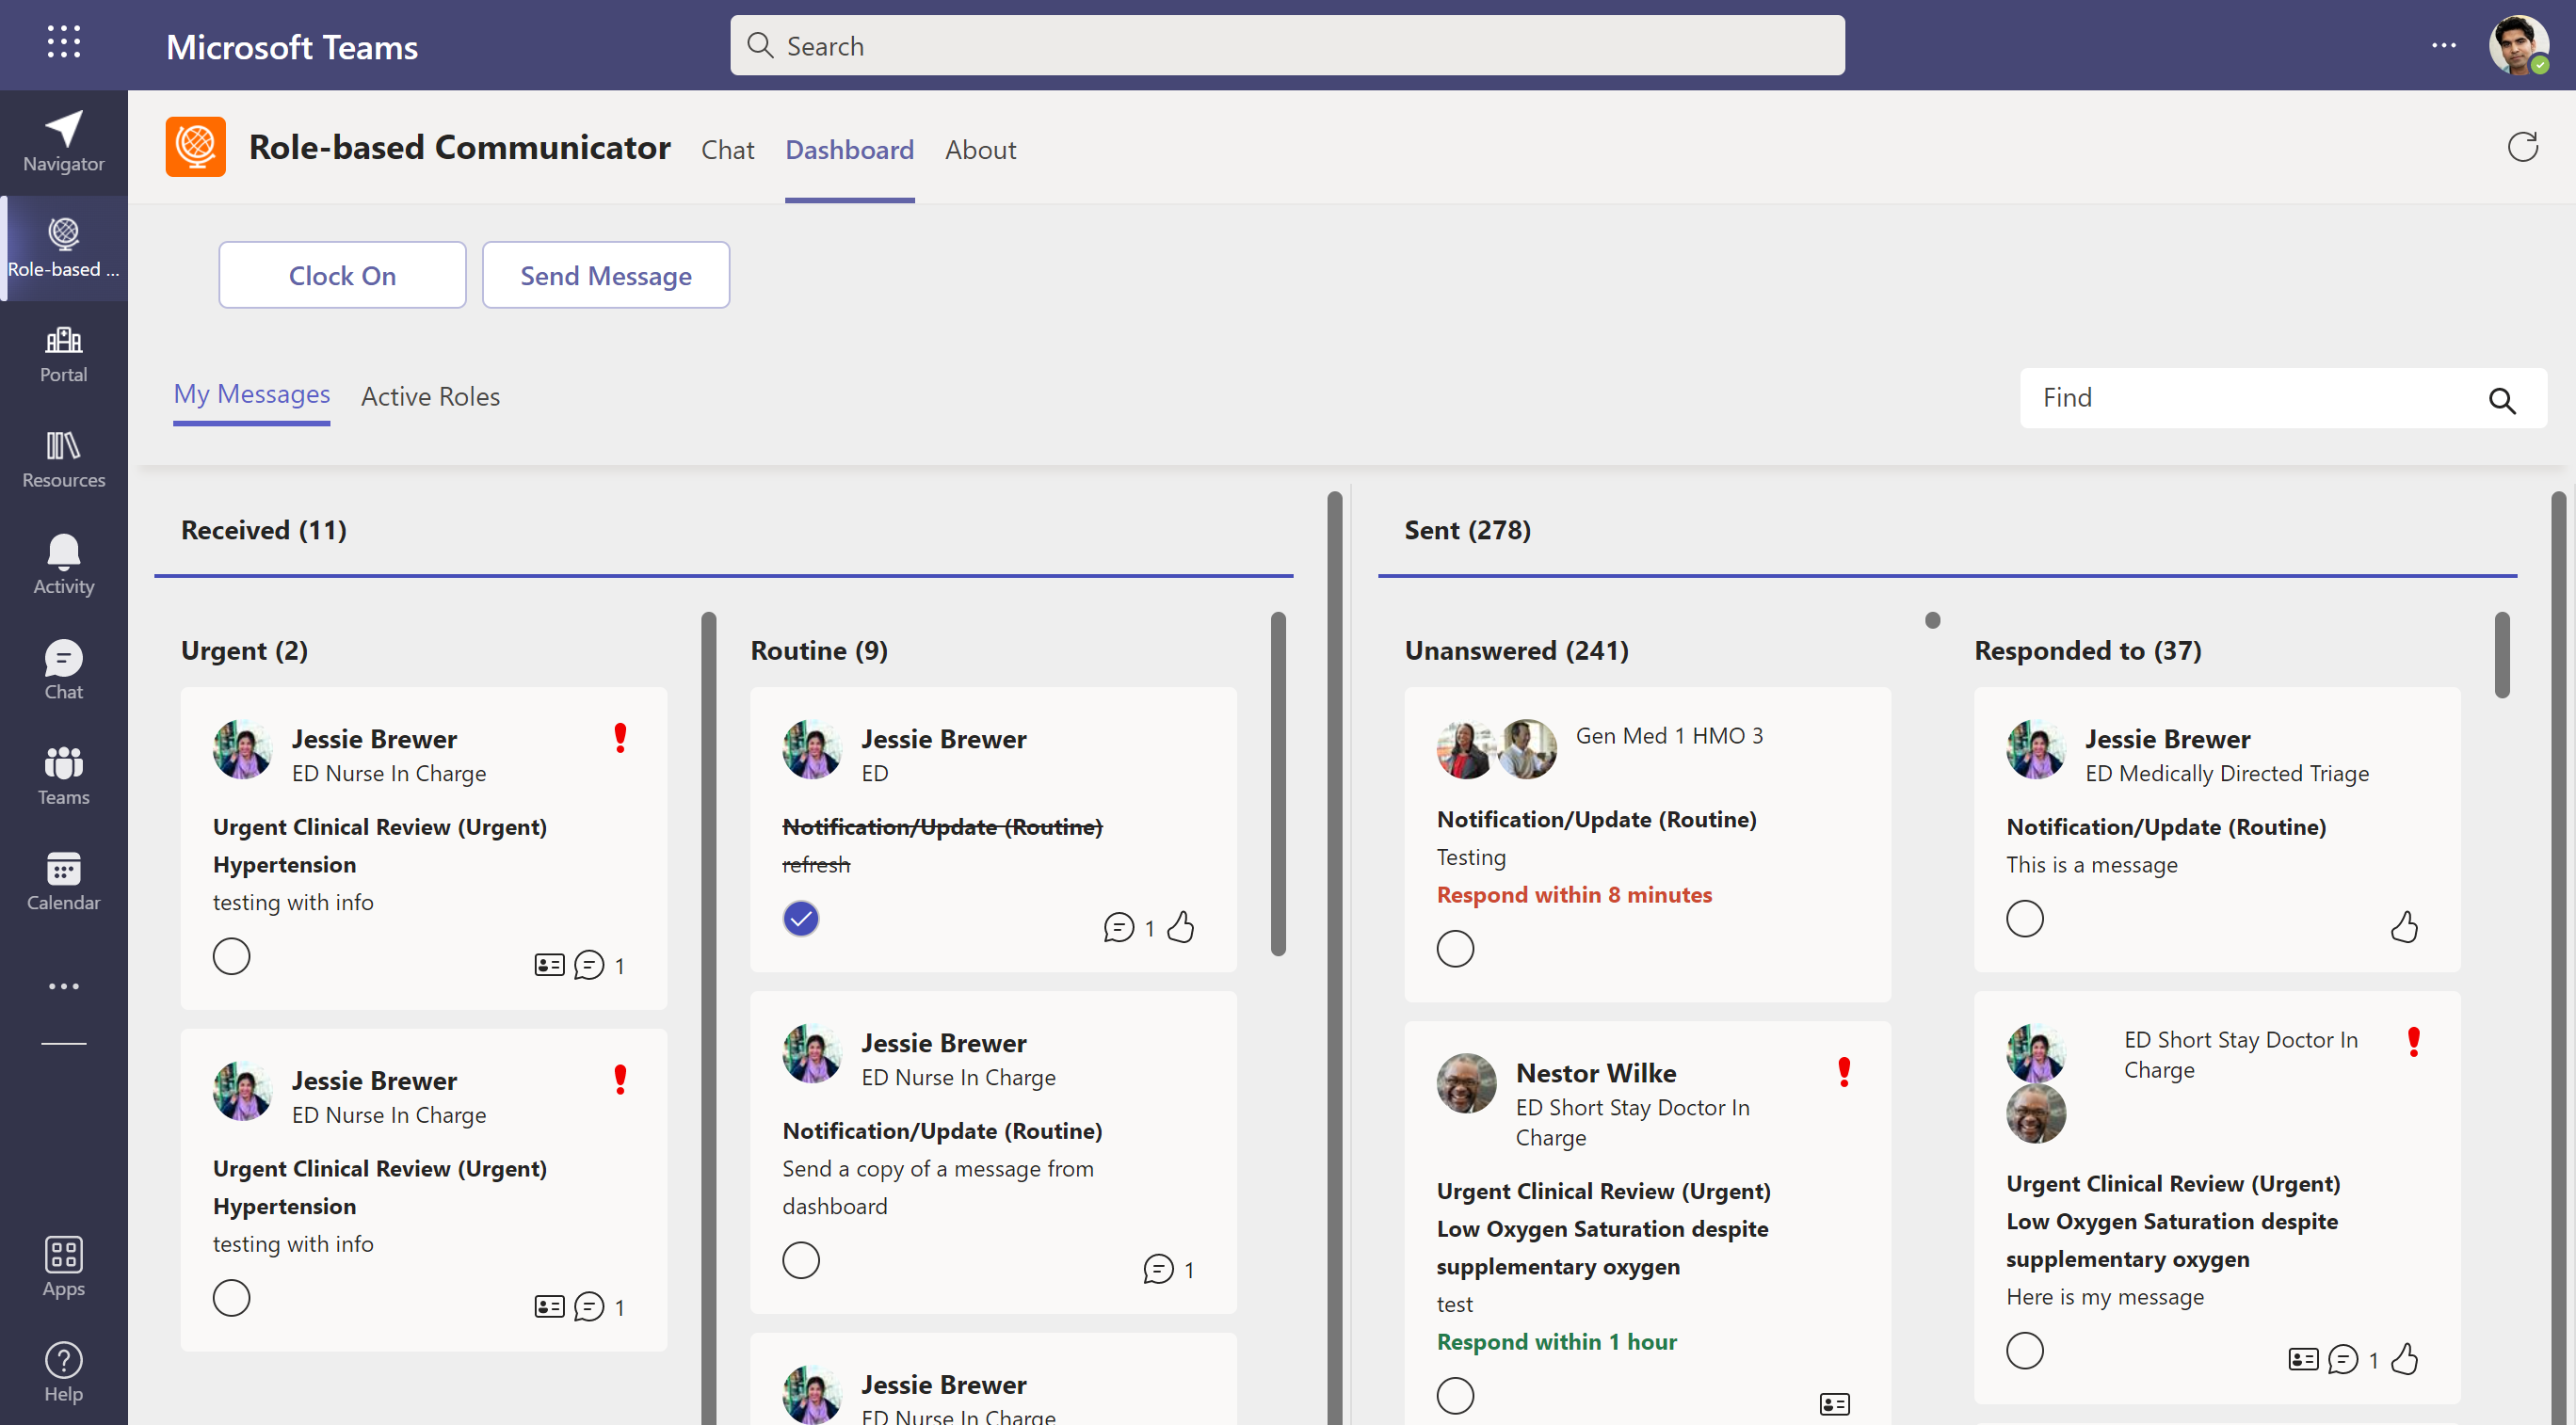 Microsoft Teams
Search
Navigator
Role-based ...
Portal
Resources
Activity
Chat
Teams
Calendar
Apps
Help
Role-based Communicator
Chat
Dashboard
About
Clock On
Send Message
My Messages
Active Roles
Find
Received (11)
Urgent (2)
Jessie Brewer
ED Nurse In Charge
Urgent Clinical Review (Urgent)
Hypertension
testing with info
1
Jessie Brewer
ED Nurse In Charge
Urgent Clinical Review (Urgent)
Hypertension
testing with info
1
Routine (9)
Jessie Brewer
ED
Notification/Update (Routine)
refresh
1
Jessie Brewer
ED Nurse In Charge
Notification/Update (Routine)
Send a copy of a message from
dashboard
1
Jessie Brewer
ED Nurse In Charge
Sent (278)
Unanswered (241)
Gen Med 1 HMO 3
Notification/Update (Routine)
Testing
Respond within 8 minutes
Nestor Wilke
ED Short Stay Doctor In
Charge
Urgent Clinical Review (Urgent)
Low Oxygen Saturation despite
supplementary oxygen
test
Respond within 1 hour
Responded to (37)
Jessie Brewer
ED Medically Directed Triage
Notification/Update (Routine)
This is a message
ED Short Stay Doctor In
Charge
Urgent Clinical Review (Urgent)
Low Oxygen Saturation despite
supplementary oxygen
Here is my message
1